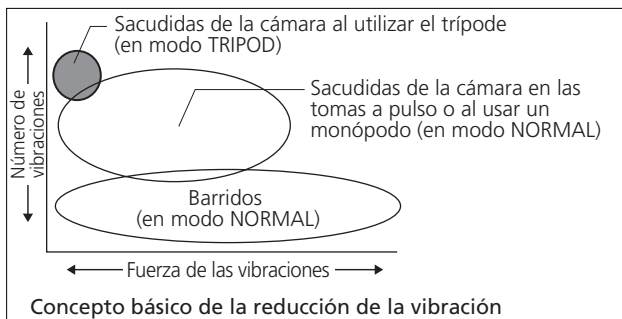 Sacudidas de la cámara al utilizar el trípode
(en modo TRIPOD)
Sacudidas de la cámara en las
tomas a pulso o al usar un
monópodo (en modo NORMAL)
Número de
vibraciones
Barridos
(en modo NORMAL)
Fuerza de las vibraciones
Concepto básico de la reducción de la vibración